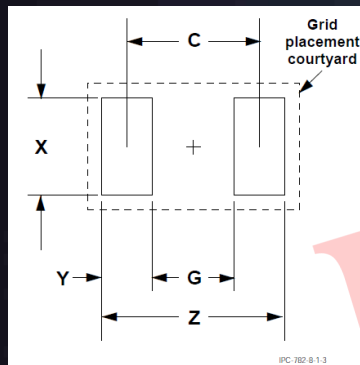 C
Grid
placement
courtyard
X
Y
G
Z
IPC-782-8-1-3